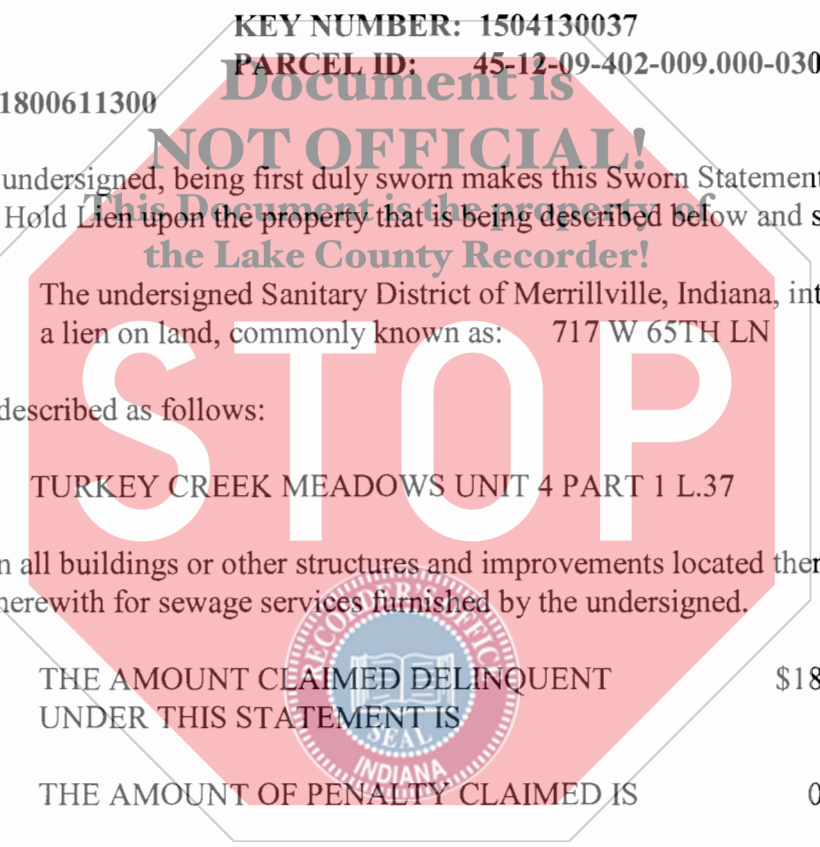 KEY NUMBER: 1504130037
PARCEL ID: 45-12-09-402-009.000-030
1800611300
Document is
NOT OFFICIAL!
undersigned, being first duly sworn makes this Sworn Statement
This Document is the property of
Hold Lien upon the property that is being described below and s
the Lake County Recorder!
The undersigned Sanitary District of Merrillville, Indiana, int
a lien on land, commonly known as: 717 W 65TH LN
STOP
described as follows:
TURKEY CREEK MEADOWS UNIT 4 PART 1 L.37
n all buildings or other structures and improvements located ther
herewith for sewage services furnished by the undersigned.
RECORDER'S OFFICE
SEAL
INDIANA
THE AMOUNT CLAIMED DELINQUENT $18
UNDER THIS STATEMENT IS
THE AMOUNT OF PENALTY CLAIMED IS 0